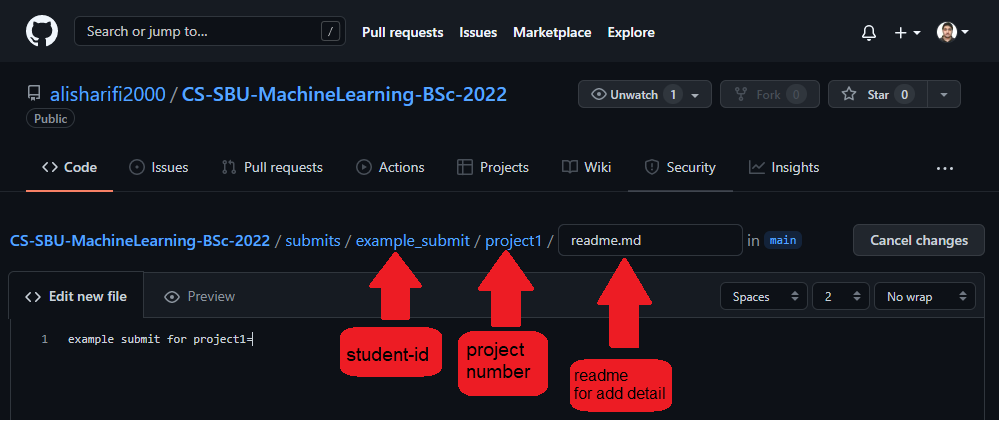 Search or jump to... /
Pull requests Issues Marketplace Explore
alisharifi2000 / CS-SBU-MachineLearning-BSc-2022
Unwatch 1 Fork 0 Star 0
Public
Code Issues Pull requests Actions Projects Wiki Security Insights ...
CS-SBU-MachineLearning-BSc-2022 / submits / example_submit / project1 / readme.md in main Cancel changes
Edit new file Preview Spaces 2 No wrap
1 example submit for project1=
student-id
project
number
readme
for add detail